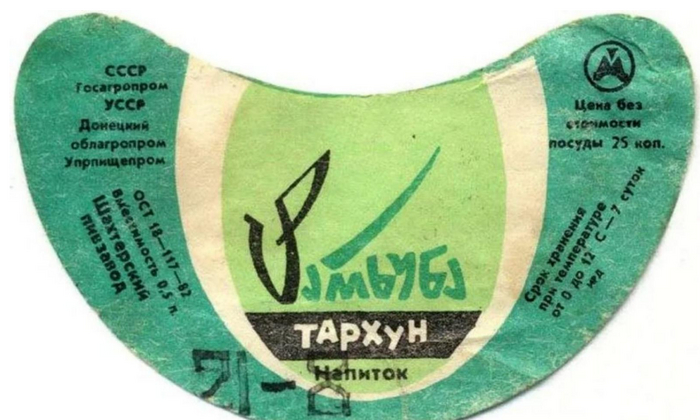 СССР
Госагропром
УССР
Донецкий
облагропром
Упрпищепром
ОСТ 18—117—82
Вместимость 0,5 л.
Шахтерский
пивзавод
ТАРХУН
Напиток
Цена без
стоимости
посуды 25 коп.
Срок хранения
при температуре
от 0 до 12 С—7 суток